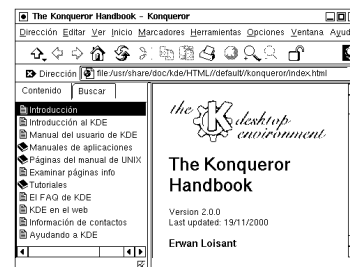 The Konqueror Handbook - Konqueror
Dirección Editar Ver Inicio Marcadores Herramientas Opciones Ventana Ayud
Dirección file:/usr/share/doc/kde/HTML//default//konqueror/index.html
Contenido Buscar
Introducción
Introducción al KDE
Manual del usuario de KDE
Manuales de aplicaciones
Páginas del manual de UNIX
Examinar páginas info
Tutoriales
El FAQ de KDE
KDE en el web
Información de contactos
Ayudando a KDE
the K desktop
environment
The Konqueror
Handbook
Version 2.0.0
Last updated: 19/11/2000
Erwan Loisant